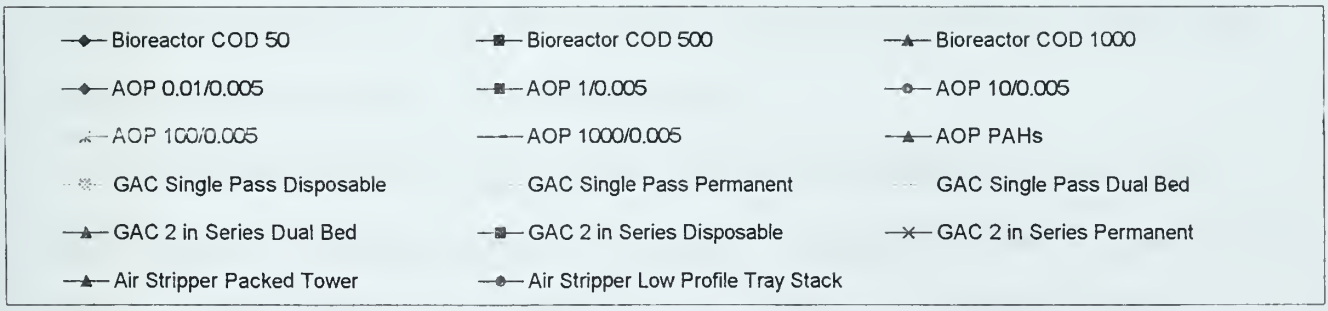 Bioreactor COD 50 Bioreactor COD 500 Bioreactor COD 1000
AOP 0.01/0.005 AOP 1/0.005 AOP 10/0.005
AOP 100/0.005 AOP 1000/0.005 AOP PAHs
GAC Single Pass Disposable GAC Single Pass Permanent GAC Single Pass Dual Bed
GAC 2 in Series Dual Bed GAC 2 in Series Disposable GAC 2 in Series Permanent
Air Stripper Packed Tower Air Stripper Low Profile Tray Stack